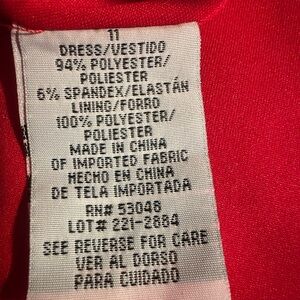 11
DRESS/VESTIDO
94% POLYESTER/
POLIESTER
6% SPANDEX/ELASTÁN
LINING/FORRO
100% POLYESTER/
POLIESTER
MADE IN CHINA
OF IMPORTED FABRIC
HECHO EN CHINA
DE TELA IMPORTADA
RN# 53048
LOT# 221-2884
SEE REVERSE FOR CARE
VER AL DORSO
PARA CUIDADO